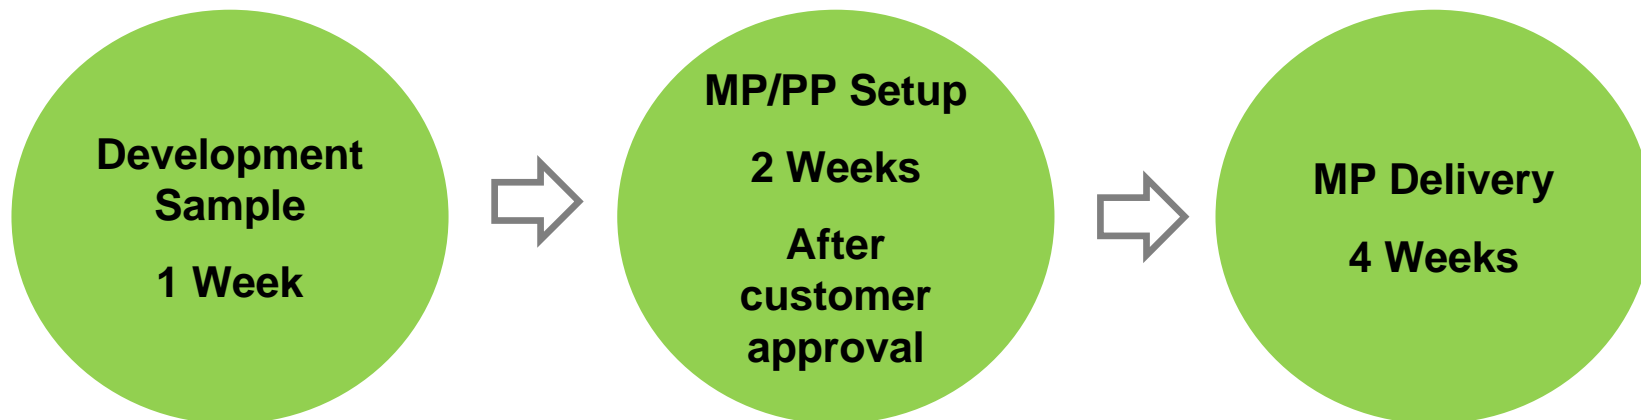 Development
Sample
1 Week
MP/PP Setup
2 Weeks
After
customer
approval
MP Delivery
4 Weeks